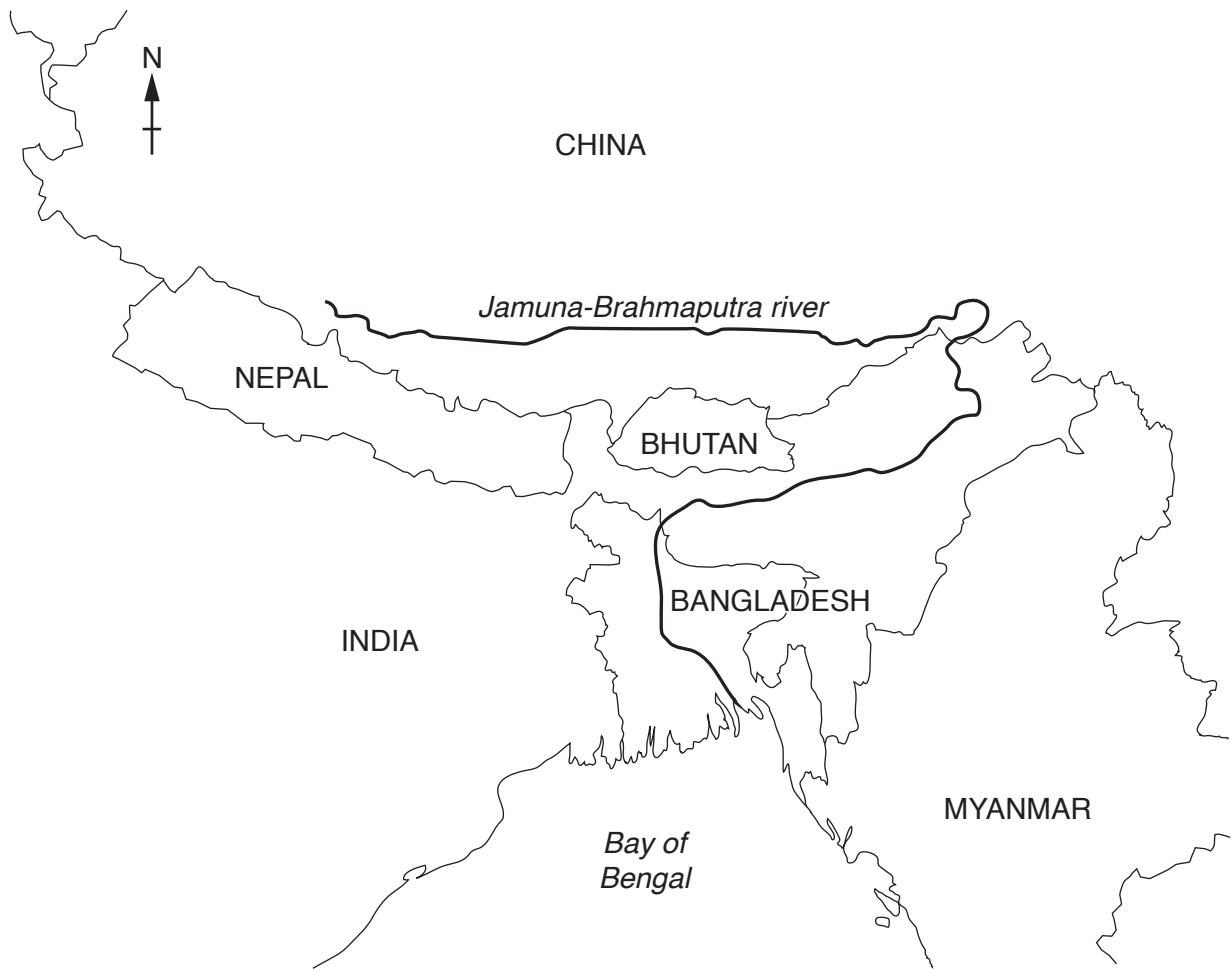 N
CHINA
Jamuna-Brahmaputra river
NEPAL
BHUTAN
BANGLADESH
INDIA
MYANMAR
Bay of
Bengal